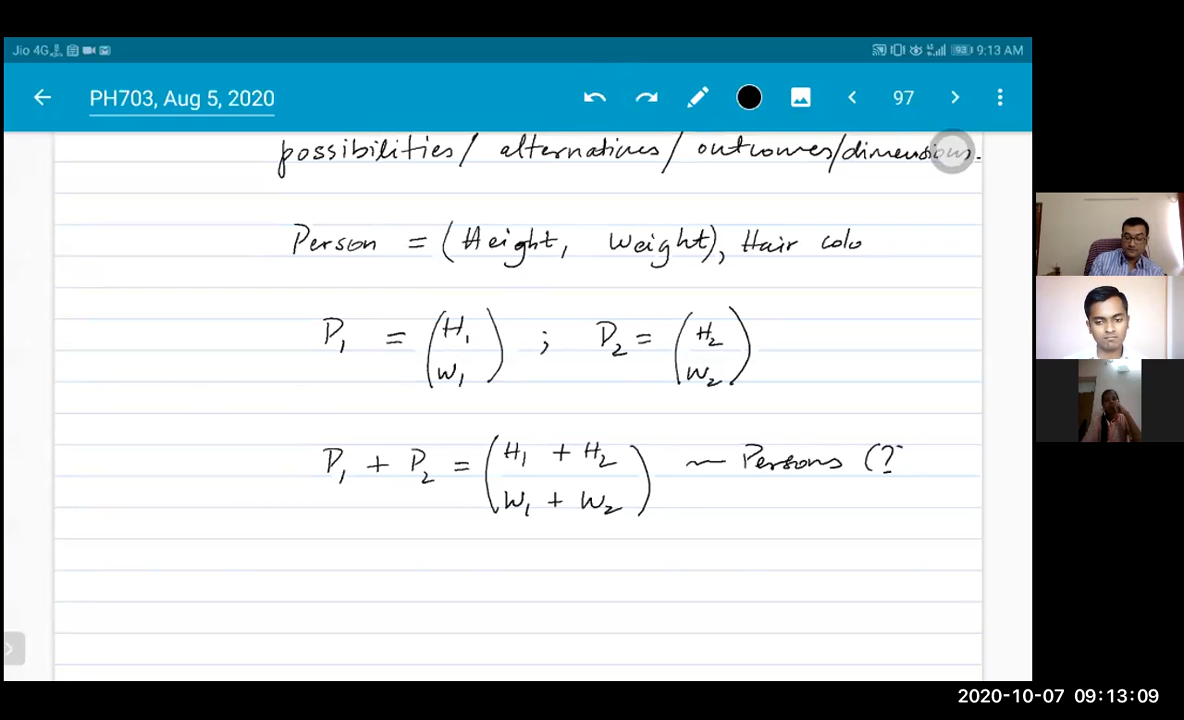 Jio 4G 93 9:13 AM
PH703, Aug 5, 2020 97
possibilities/ alternatives/ outcomes/dimensions.
Person = (Height, Weight), Hair colo
P₁ = (H₁ W₁) ; P₂ = (H₂ W₂)
P₁ + P₂ = (H₁ + H₂ W₁ + W₂) ~ Persons (?
2020-10-07 09:13:09